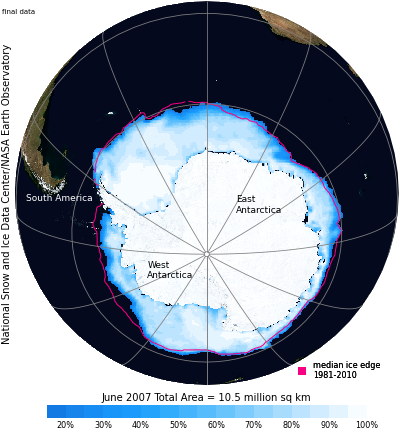 final data
National Snow and Ice Data Center/NASA Earth Observatory
South America
East
Antarctica
West
Antarctica
median ice edge
1981-2010
June 2007 Total Area = 10.5 million sq km
20% 30% 40% 50% 60% 70% 80% 90% 100%